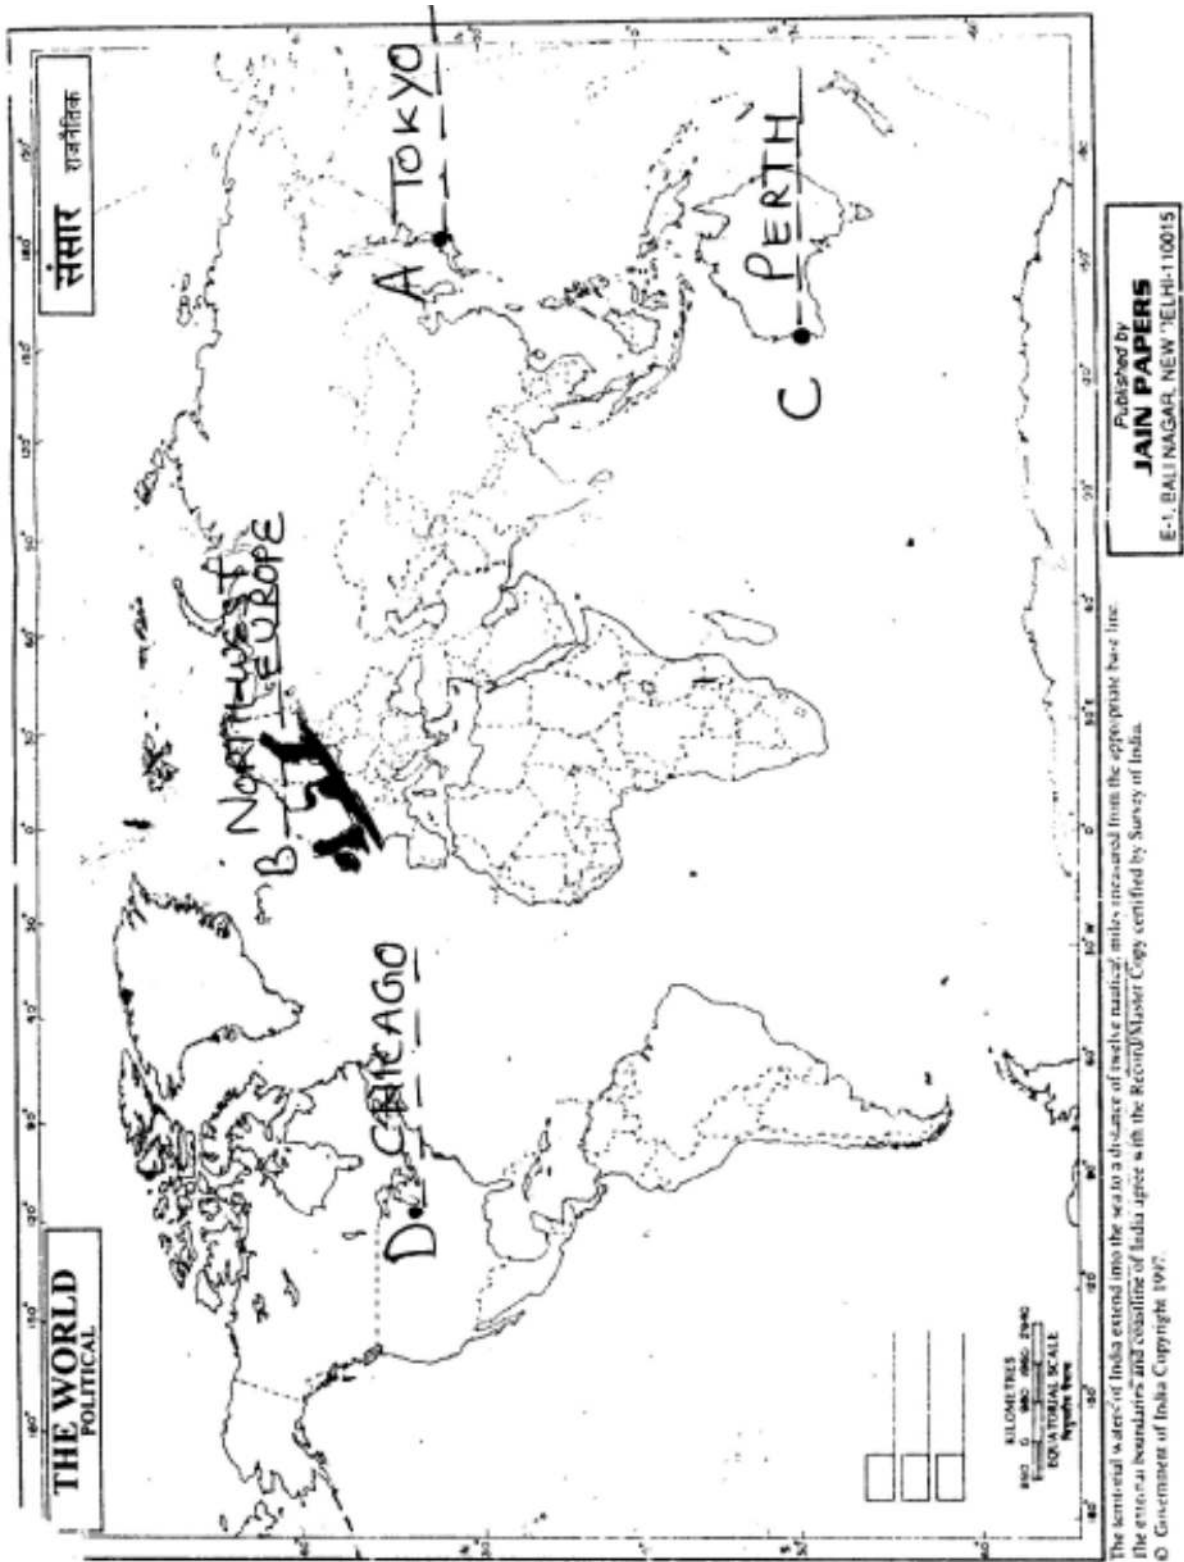 THE WORLD
POLITICAL
संसार राजनैतिक
A TOKYO
B NORTH-WEST
EUROPE
C PERTH
D CHICAGO
KILOMETRES
EQUATORIAL SCALE
Published by
JAIN PAPERS
E-1, BALI NAGAR, NEW DELHI-110015
The territorial waters of India extend into the sea to a distance of twelve nautical miles measured from the appropriate base line.
The external boundaries and coastline of India agree with the Record/Master Copy certified by Survey of India.
© Government of India Copyright 1997.